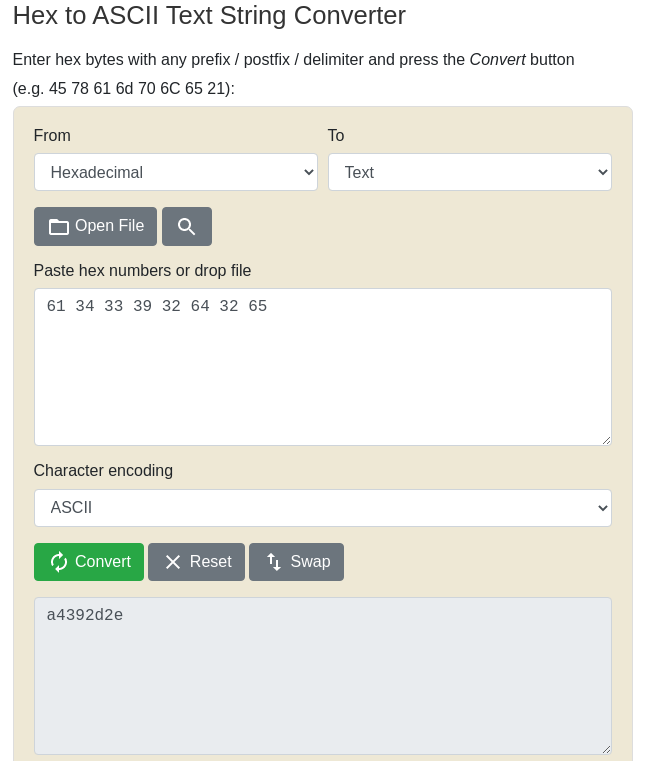 Hex to ASCII Text String Converter
Enter hex bytes with any prefix / postfix / delimiter and press the Convert button
(e.g. 45 78 61 6d 70 6C 65 21):
From To
Hexadecimal Text
Open File
Paste hex numbers or drop file
61 34 33 39 32 64 32 65
Character encoding
ASCII
Convert Reset Swap
a4392d2e